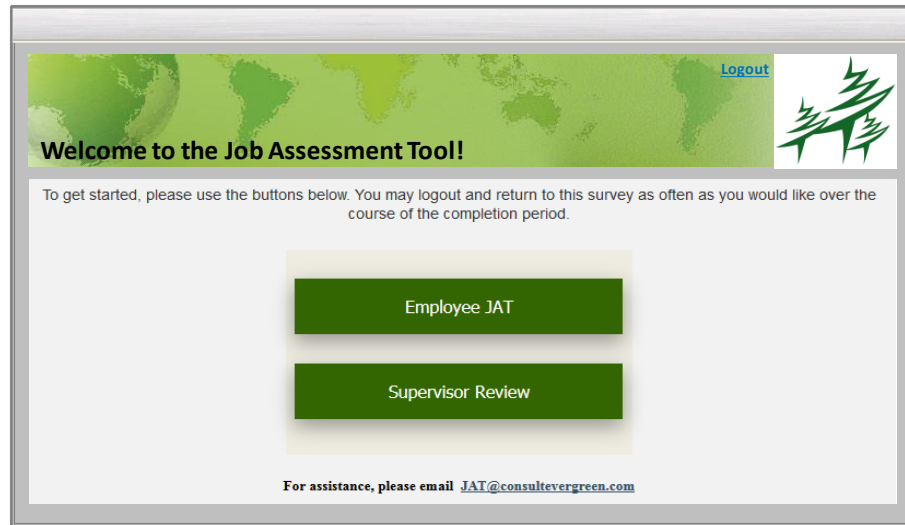 Logout
Welcome to the Job Assessment Tool!
To get started, please use the buttons below. You may logout and return to this survey as often as you would like over the
course of the completion period.
Employee JAT
Supervisor Review
For assistance, please email JAT@consultevergreen.com